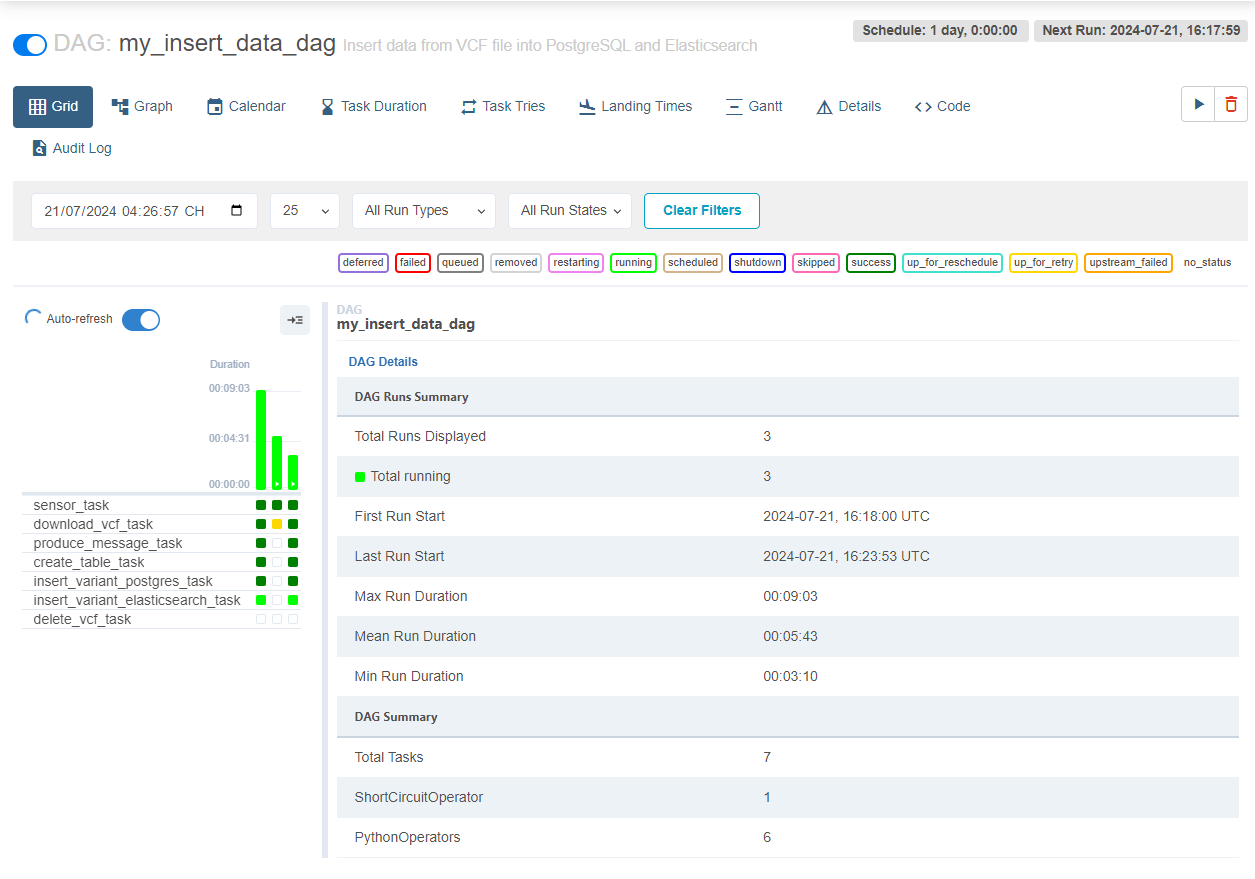 DAG: my_insert_data_dag Insert data from VCF file into PostgreSQL and Elasticsearch
Schedule: 1 day, 0:00:00 Next Run: 2024-07-21, 16:17:59
Grid Graph Calendar Task Duration Task Tries Landing Times Gantt Details <> Code
Audit Log
21/07/2024 04:26:57 CH 25 All Run Types All Run States Clear Filters
deferred failed queued removed restarting running scheduled shutdown skipped success up_for_reschedule up_for_retry upstream_failed no_status
Auto-refresh
Duration
00:09:03
00:04:31
00:00:00
sensor_task
download_vcf_task
produce_message_task
create_table_task
insert_variant_postgres_task
insert_variant_elasticsearch_task
delete_vcf_task
DAG
my_insert_data_dag
DAG Details
DAG Runs Summary
Total Runs Displayed 3
Total running 3
First Run Start 2024-07-21, 16:18:00 UTC
Last Run Start 2024-07-21, 16:23:53 UTC
Max Run Duration 00:09:03
Mean Run Duration 00:05:43
Min Run Duration 00:03:10
DAG Summary
Total Tasks 7
ShortCircuitOperator 1
PythonOperators 6